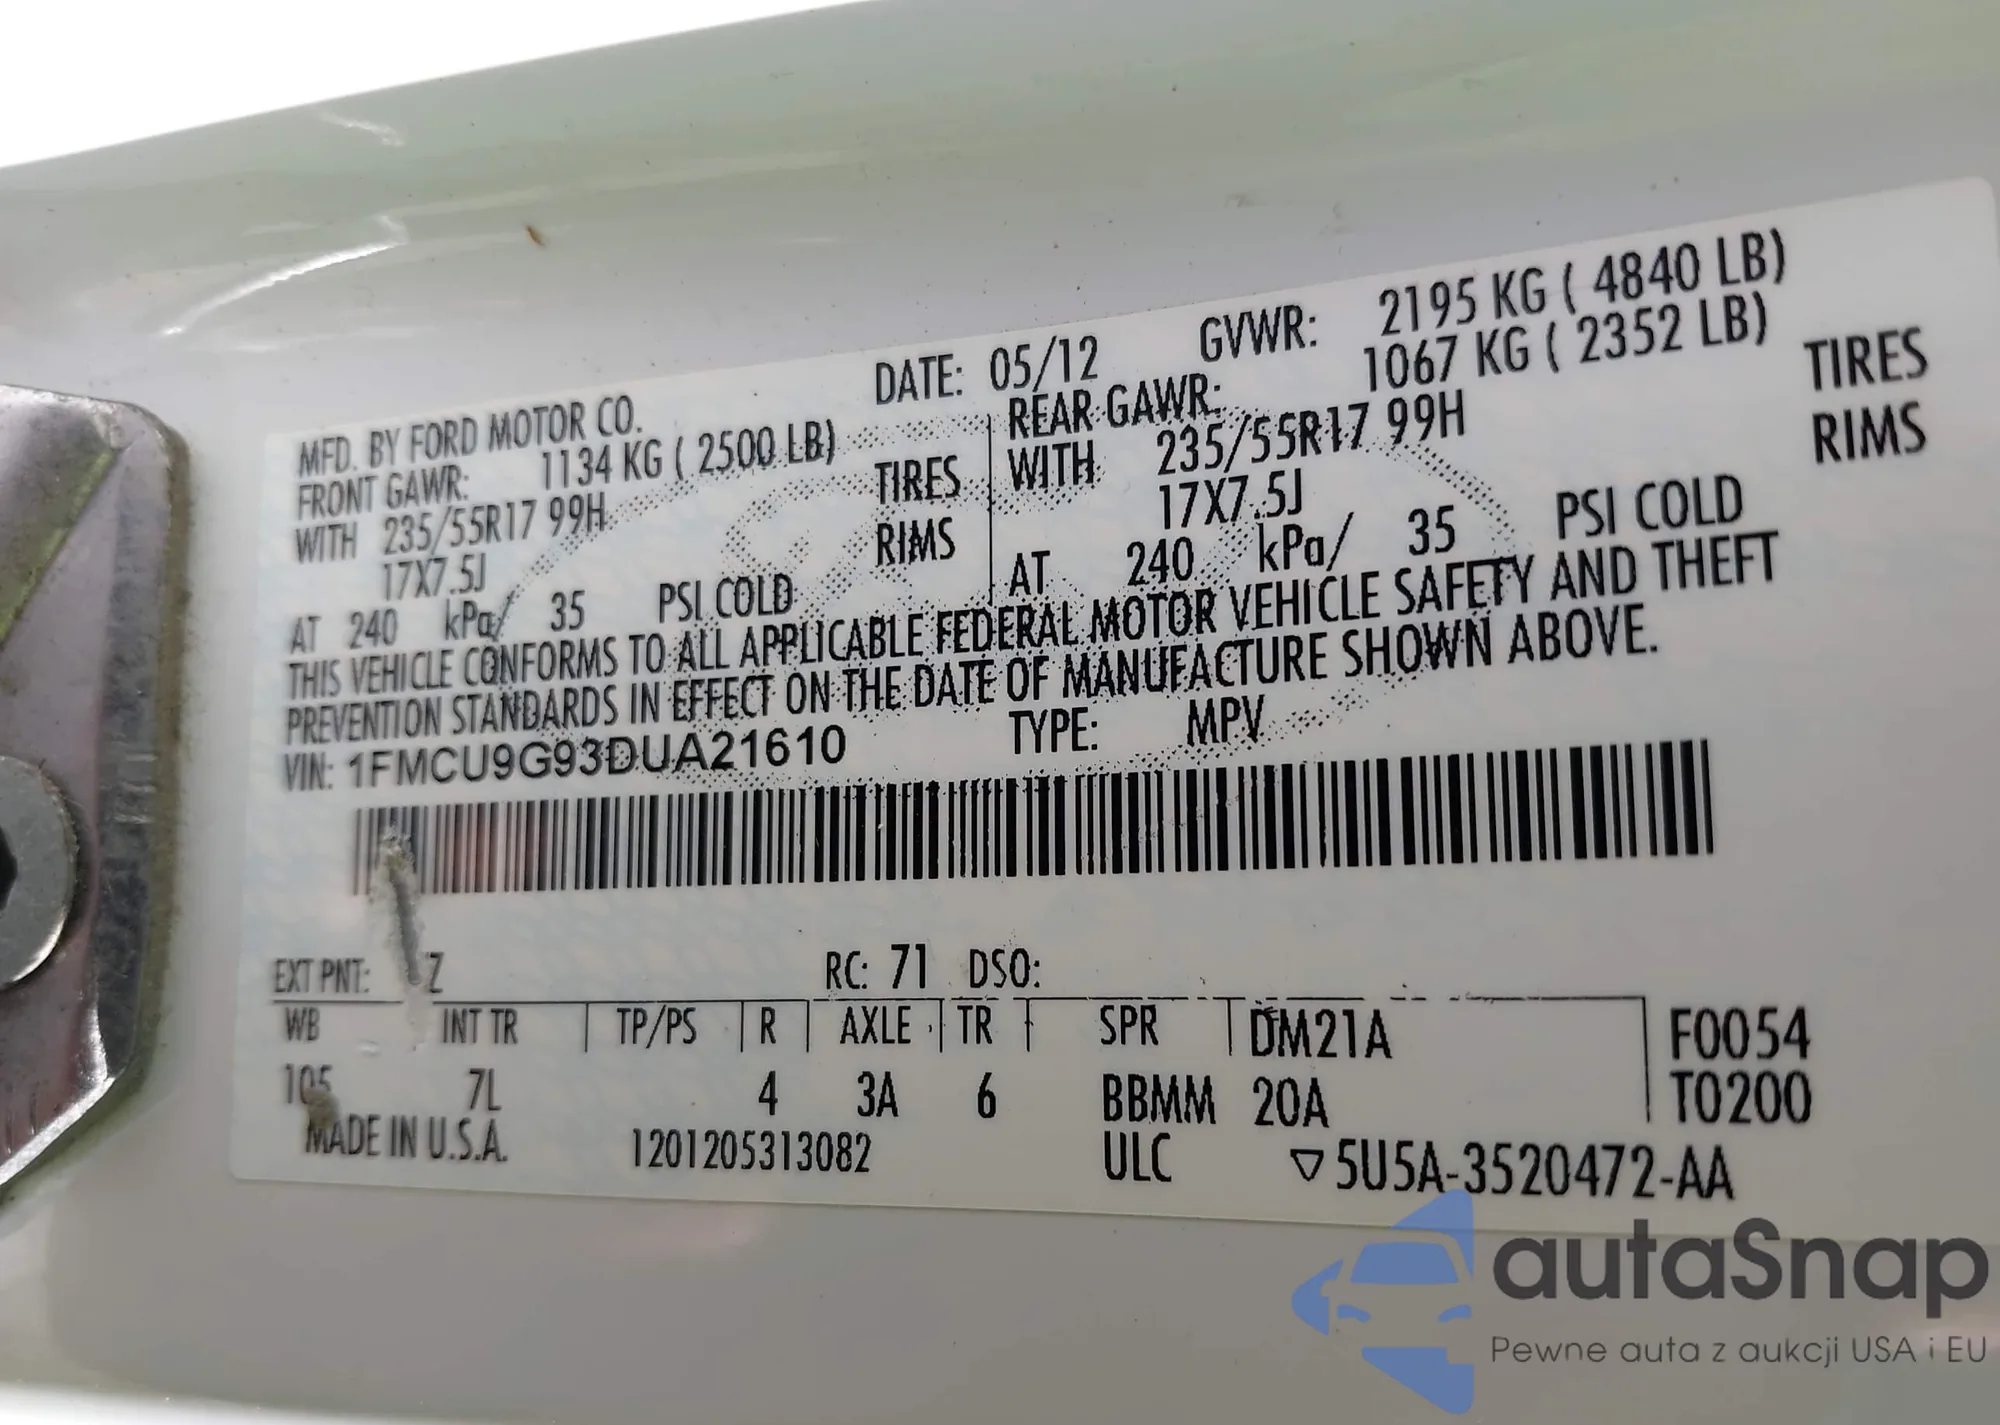 MFD. BY FORD MOTOR CO. DATE: 05/12 GVWR: 2195 KG ( 4840 LB)
FRONT GAWR: 1134 KG ( 2500 LB) REAR GAWR: 1067 KG ( 2352 LB)
WITH 235/55R17 99H TIRES WITH 235/55R17 99H TIRES
17X7.5J RIMS 17X7.5J RIMS
AT 240 kPa/ 35 PSI COLD AT 240 kPa/ 35 PSI COLD
THIS VEHICLE CONFORMS TO ALL APPLICABLE FEDERAL MOTOR VEHICLE SAFETY AND THEFT
PREVENTION STANDARDS IN EFFECT ON THE DATE OF MANUFACTURE SHOWN ABOVE.
VIN: 1FMCU9G93DUA21610 TYPE: MPV
EXT PNT: Z RC: 71 DSO:
WB INT TR TP/PS R AXLE TR SPR DM21A F0054
105 7L 4 3A 6 BBMM 20A T0200
MADE IN U.S.A. 1201205313082 ULC ▽5U5A-3520472-AA
autaSnap
Pewne auta z aukcji USA i EU